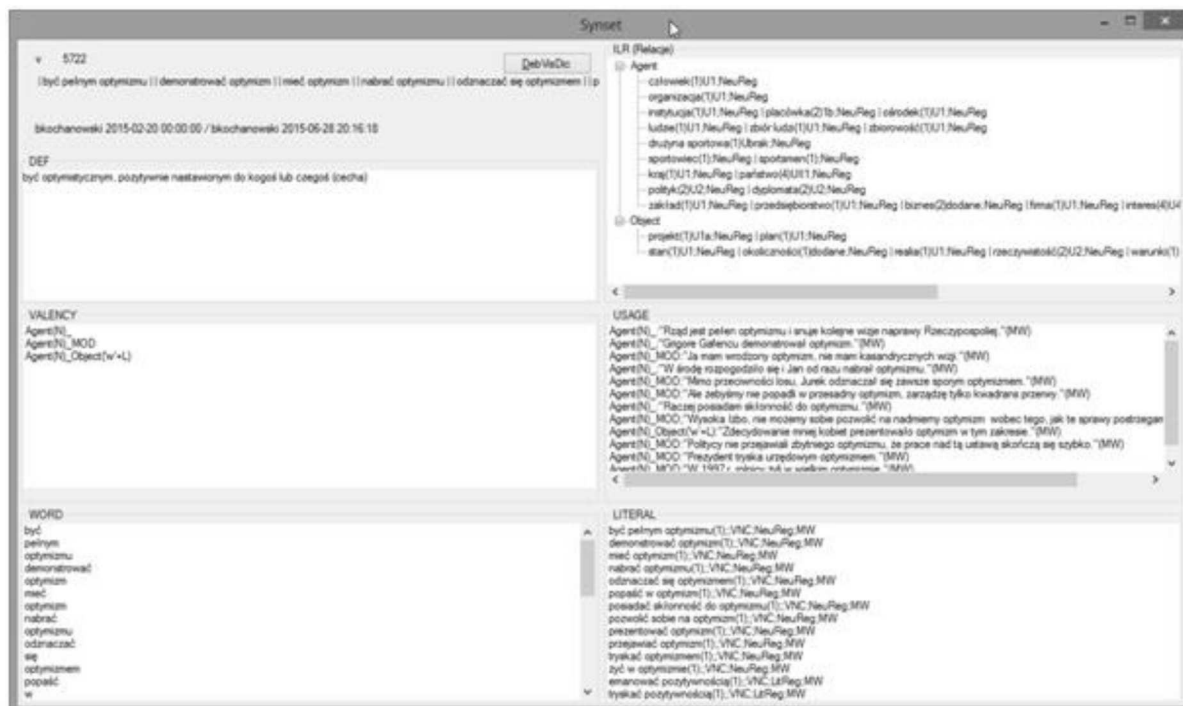 Synset
v 5722
DebVisDic
||być pełnym optymizmu ||demonstrować optymizm ||mieć optymizm ||nabrać optymizmu ||odznaczać się optymizmem ||p
bkochanowski 2015-02-20 00:00:00 / bkochanowski 2015-06-28 20:16:18
DEF
być optymistycznym, pozytywnie nastawionym do kogoś lub czegoś (cecha)
ILR (Relacje)
Agent
człowiek(1)U1;NeuReg
organizacja(1)U1;NeuReg
instytucja(1)U1;NeuReg | placówka(2)1b;NeuReg | ośrodek(1)U1;NeuReg
ludzie(1)U1;NeuReg | zbiór ludzi(1)U1;NeuReg | zbiorowość(1)U1;NeuReg
drużyna sportowa(1)Ubrak;NeuReg
sportowiec(1);NeuReg | sportsmen(1);NeuReg
kraj(1)U1;NeuReg | państwo(4)UII1;NeuReg
polityk(2)U2;NeuReg | dyplomata(2)U2;NeuReg
zakład(1)U1;NeuReg | przedsiębiorstwo(1)U1;NeuReg | biznes(2)dodane;NeuReg | firma(1)U1;NeuReg | interes(4)U4
Object
projekt(1)U1a;NeuReg | plan(1)U1;NeuReg
stan(1)U1;NeuReg | okoliczności(1)dodane;NeuReg | realia(1)U1;NeuReg | rzeczywistość(2)U2;NeuReg | warunki(1)
VALENCY
Agent(N)_
Agent(N)_MOD
Agent(N)_Object('w'+L)
USAGE
Agent(N)_:"Rząd jest pełen optymizmu i snuje kolejne wizje naprawy Rzeczypospolej."(MW)
Agent(N)_:"Grigore Gafencu demonstrował optymizm."(MW)
Agent(N)_MOD:"Ja mam wrodzony optymizm, nie mam kasandrycznych wizji."(MW)
Agent(N)_:"W środę rozpogodziło się i Jan od razu nabrał optymizmu."(MW)
Agent(N)_MOD:"Mimo przeciwności losu, Jurek odznaczał się zawsze sporym optymizmem."(MW)
Agent(N)_MOD:"Ale żebyśmy nie popadli w przesadny optymizm, zarządzę tylko kwadrans przerwy."(MW)
Agent(N)_:"Raczej posiadam skłonność do optymizmu."(MW)
Agent(N)_MOD:"Wysoka Izbo, nie możemy sobie pozwolić na nadmierny optymizm wobec tego, jak te sprawy postrzegan
Agent(N)_Object('w'+L):"Zdecydowanie mniej kobiet prezentowało optymizm w tym zakresie."(MW)
Agent(N)_MOD:"Politycy nie przejawiali zbytniego optymizmu, że prace nad tą ustawą skończą się szybko."(MW)
Agent(N)_MOD:"Prezydent tryska urzędowym optymizmem."(MW)
Agent(N)_MOD:"W 1997 r. rolnicy żyli w wielkim optymizmie."(MW)
WORD
być
pełnym
optymizmu
demonstrować
optymizm
mieć
optymizm
nabrać
optymizmu
odznaczać
się
optymizmem
popaść
w
LITERAL
być pełnym optymizmu(1);;VNC;NeuReg;MW
demonstrować optymizm(1);;VNC;NeuReg;MW
mieć optymizm(1);;VNC;NeuReg;MW
nabrać optymizmu(1);;VNC;NeuReg;MW
odznaczać się optymizmem(1);;VNC;NeuReg;MW
popaść w optymizm(1);;VNC;NeuReg;MW
posiadać skłonność do optymizmu(1);;VNC;NeuReg;MW
pozwolić sobie na optymizm(1);;VNC;NeuReg;MW
prezentować optymizm(1);;VNC;NeuReg;MW
przejawiać optymizm(1);;VNC;NeuReg;MW
tryskać optymizmem(1);;VNC;NeuReg;MW
żyć w optymizmie(1);;VNC;NeuReg;MW
emanować pozytywnością(1);;VNC;LitReg;MW
tryskać pozytywnością(1);;VNC;LitReg;MW